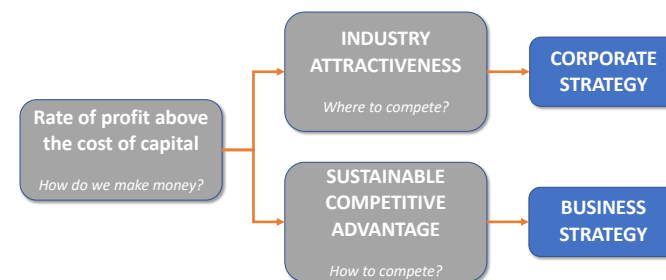 Rate of profit above
the cost of capital
How do we make money?
INDUSTRY
ATTRACTIVENESS
Where to compete?
CORPORATE
STRATEGY
SUSTAINABLE
COMPETITIVE
ADVANTAGE
How to compete?
BUSINESS
STRATEGY